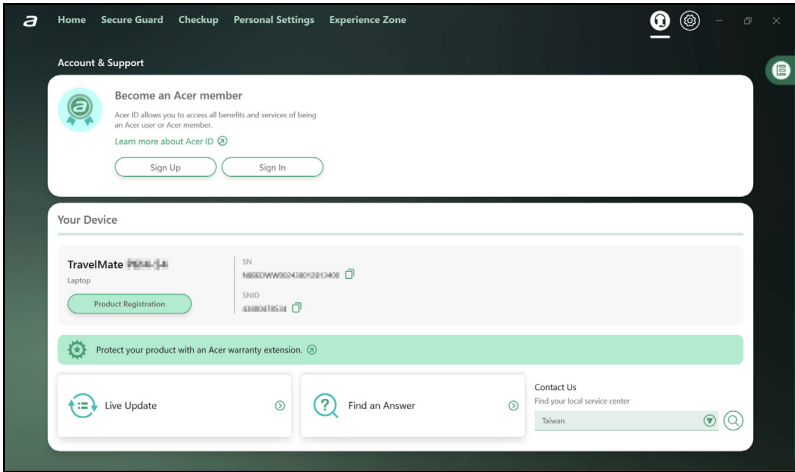 a Home Secure Guard Checkup Personal Settings Experience Zone
Account & Support
Become an Acer member
Acer ID allows you to access all benefits and services of being
an Acer user or Acer member.
Learn more about Acer ID
Sign Up Sign In
Your Device
TravelMate
Laptop
Product Registration
SN
SNID
Protect your product with an Acer warranty extension.
Live Update
Find an Answer
Contact Us
Find your local service center
Taiwan